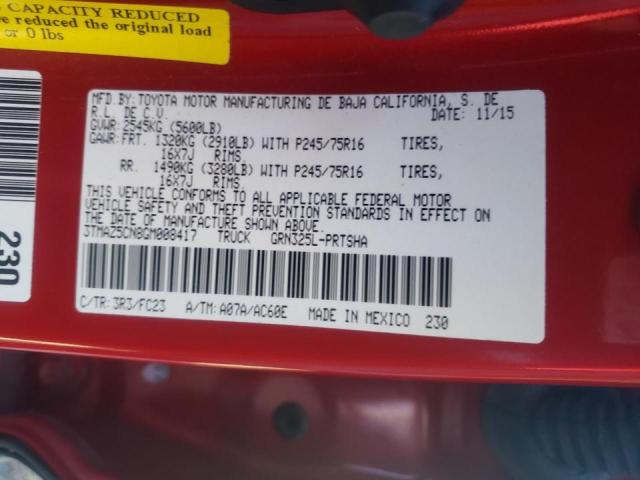 CAPACITY REDUCED
ve reduced the original load
or 0 lbs
230
MFD.BY:TOYOTA MOTOR MANUFACTURING DE BAJA CALIFORNIA, S. DE
R.L. DE C.V. DATE: 11/15
GVWR:2545KG (5600LB)
GAWR:FRT. 1320KG (2910LB) WITH P245/75R16 TIRES,
16X7J RIMS,
RR. 1490KG (3280LB) WITH P245/75R16 TIRES,
16X7J RIMS,
THIS VEHICLE CONFORMS TO ALL APPLICABLE FEDERAL MOTOR
VEHICLE SAFETY AND THEFT PREVENTION STANDARDS IN EFFECT ON
THE DATE OF MANUFACTURE SHOWN ABOVE.
3TMAZ5CN8GM008417 TRUCK GRN325L-PRTSHA
C/TR:3R3/FC23 A/TM:A07A/AC60E MADE IN MEXICO 230